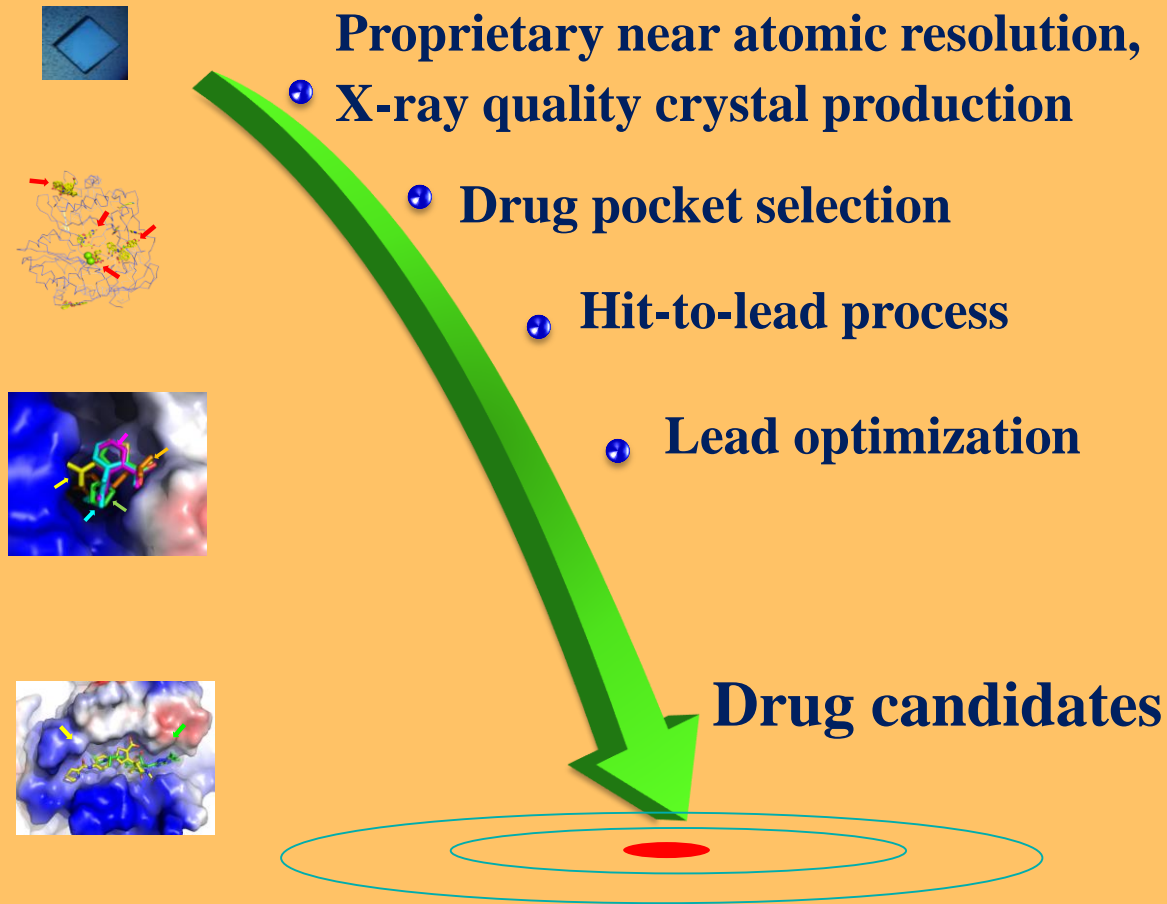 Proprietary near atomic resolution,
X-ray quality crystal production
Drug pocket selection
Hit-to-lead process
Lead optimization
Drug candidates